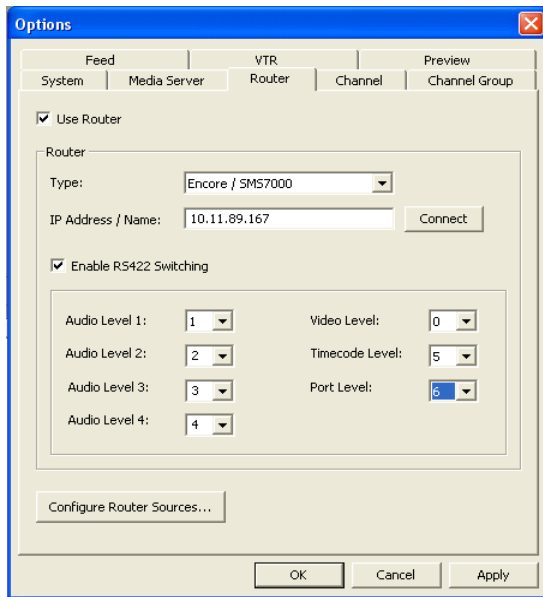 Options
Feed VTR Preview
System Media Server Router Channel Channel Group
Use Router
Router
Type: Encore / SMS7000
IP Address / Name: 10.11.89.167 Connect
Enable RS422 Switching
Audio Level 1: 1 Video Level: 0
Audio Level 2: 2 Timecode Level: 5
Audio Level 3: 3 Port Level: 6
Audio Level 4: 4
Configure Router Sources...
OK Cancel Apply